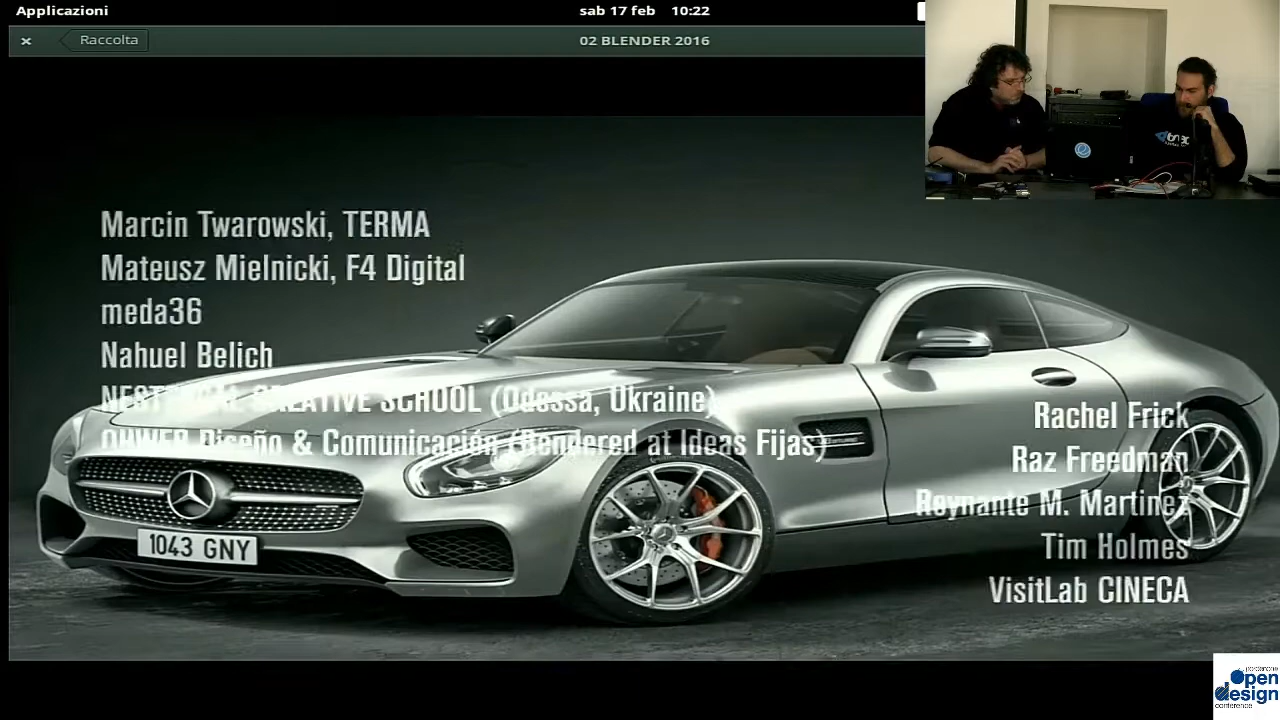 Applicazioni
sab 17 feb 10:22
Raccolta
02 BLENDER 2016
Marcin Twarowski, TERMA
Mateusz Mielnicki, F4 Digital
meda36
Nahuel Belich
CREATIVE SCHOOL (Odessa, Ukraine)
Diseño & Comunicación (Rendered at Ideas Fijas)
Rachel Frick
Raz Freedman
Reynante M. Martinez
Tim Holmes
VisitLab CINECA
1043 GNY
pordenone
open
design
conference